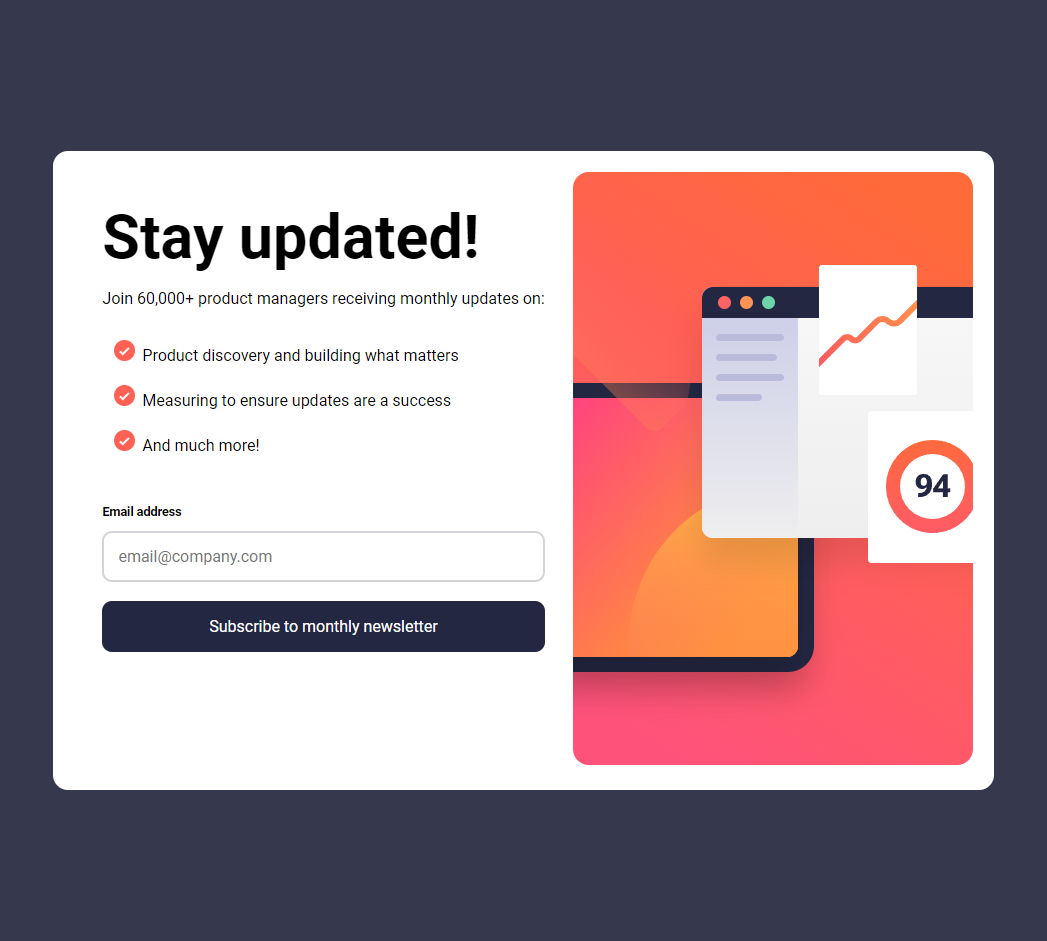 Stay updated!
Join 60,000+ product managers receiving monthly updates on:
Product discovery and building what matters
Measuring to ensure updates are a success
And much more!
Email address
email@company.com
Subscribe to monthly newsletter
94